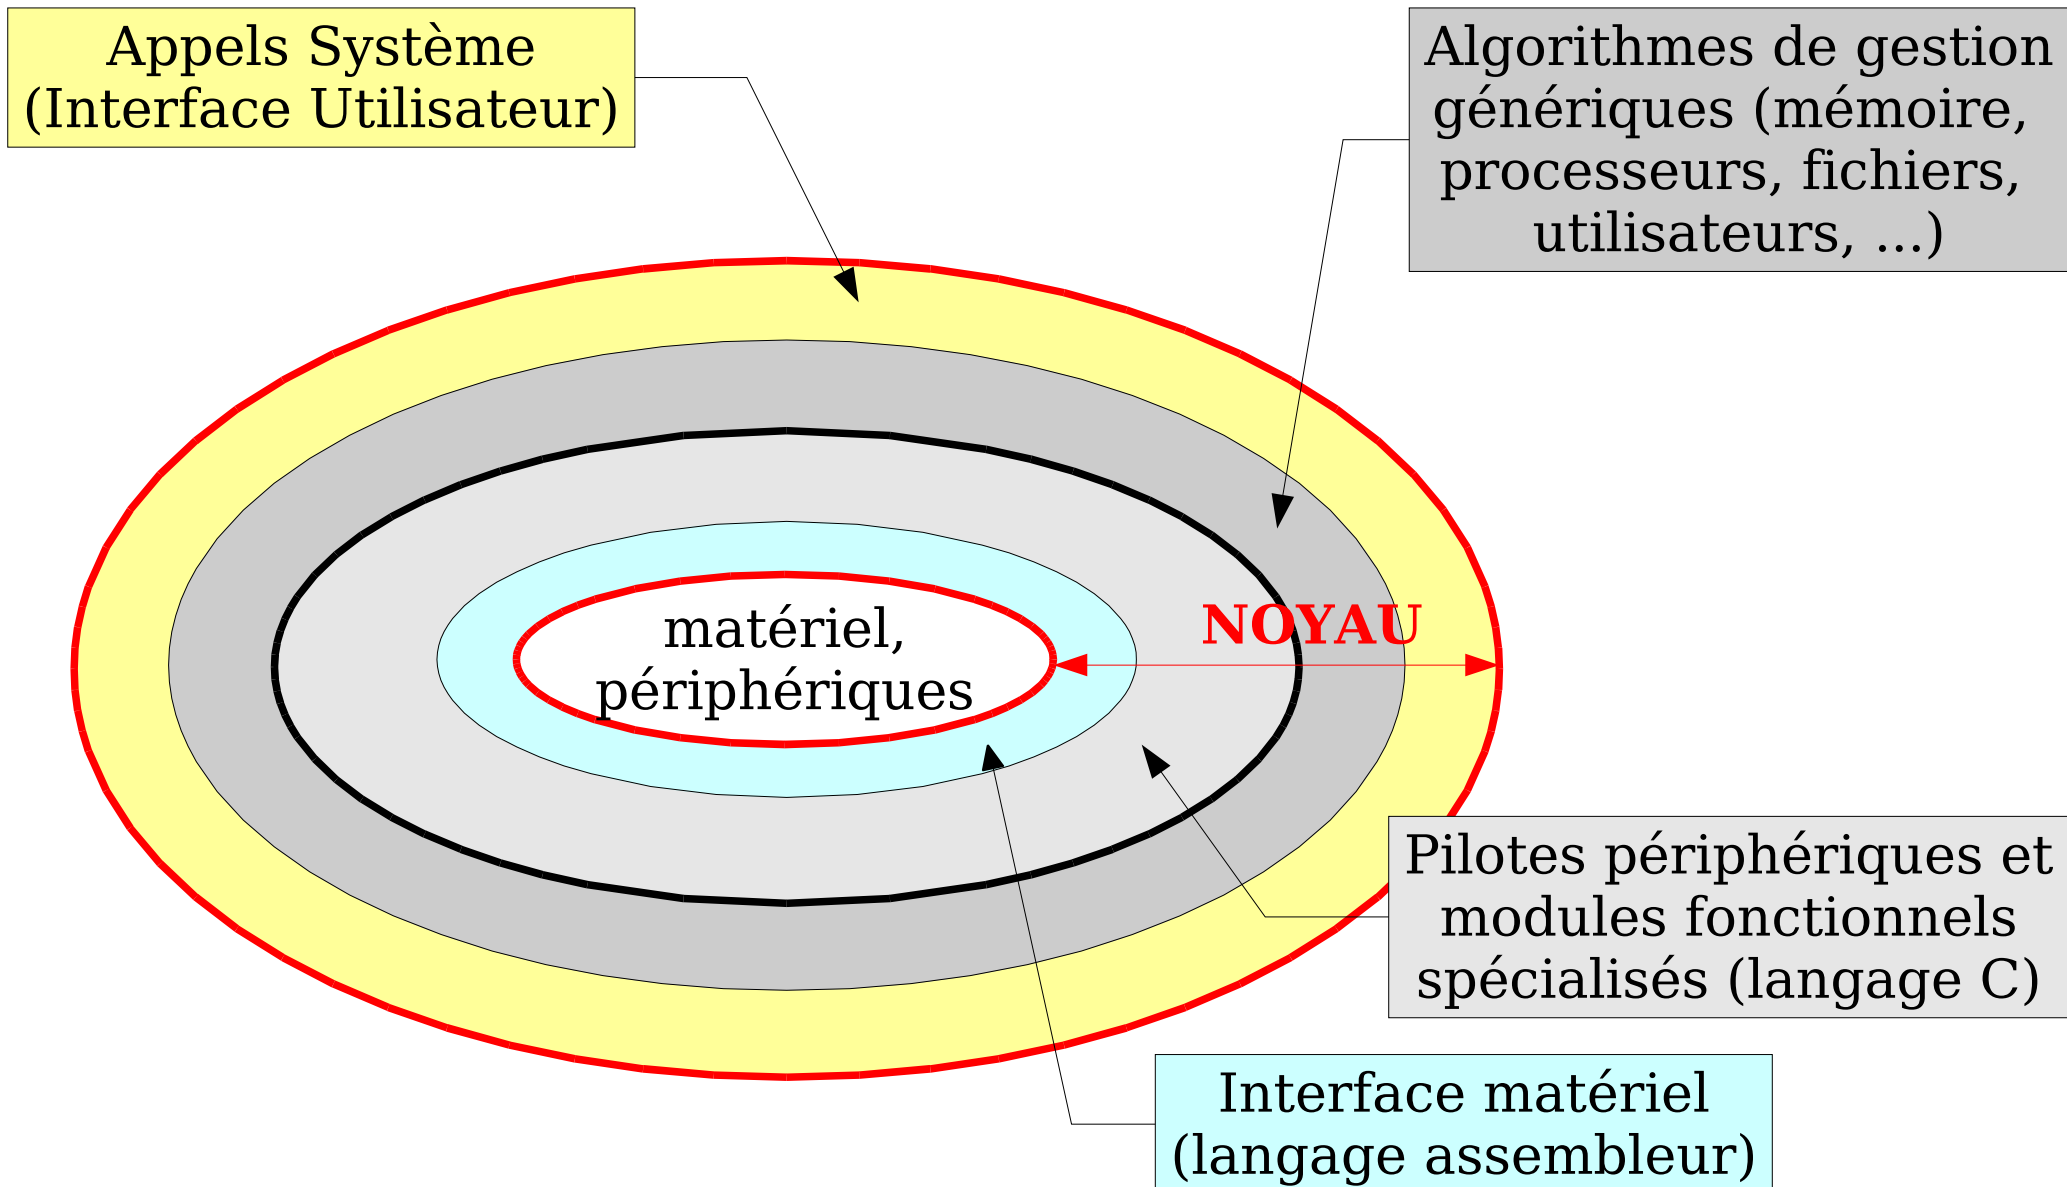 Appels Système
(Interface Utilisateur)
Algorithmes de gestion
génériques (mémoire,
processeurs, fichiers,
utilisateurs, ...)
NOYAU
matériel,
périphériques
Pilotes périphériques et
modules fonctionnels
spécialisés (langage C)
Interface matériel
(langage assembleur)